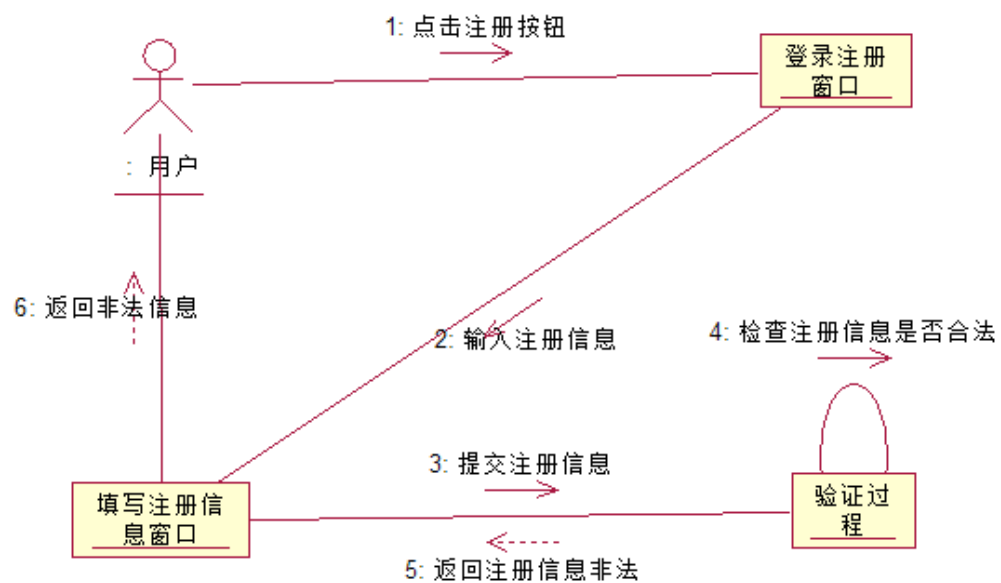 1: 点击注册按钮
登录注册
窗口
: 用户
6: 返回非法信息
2: 输入注册信息
4: 检查注册信息是否合法
3: 提交注册信息
填写注册信
息窗口
验证过
程
5: 返回注册信息非法